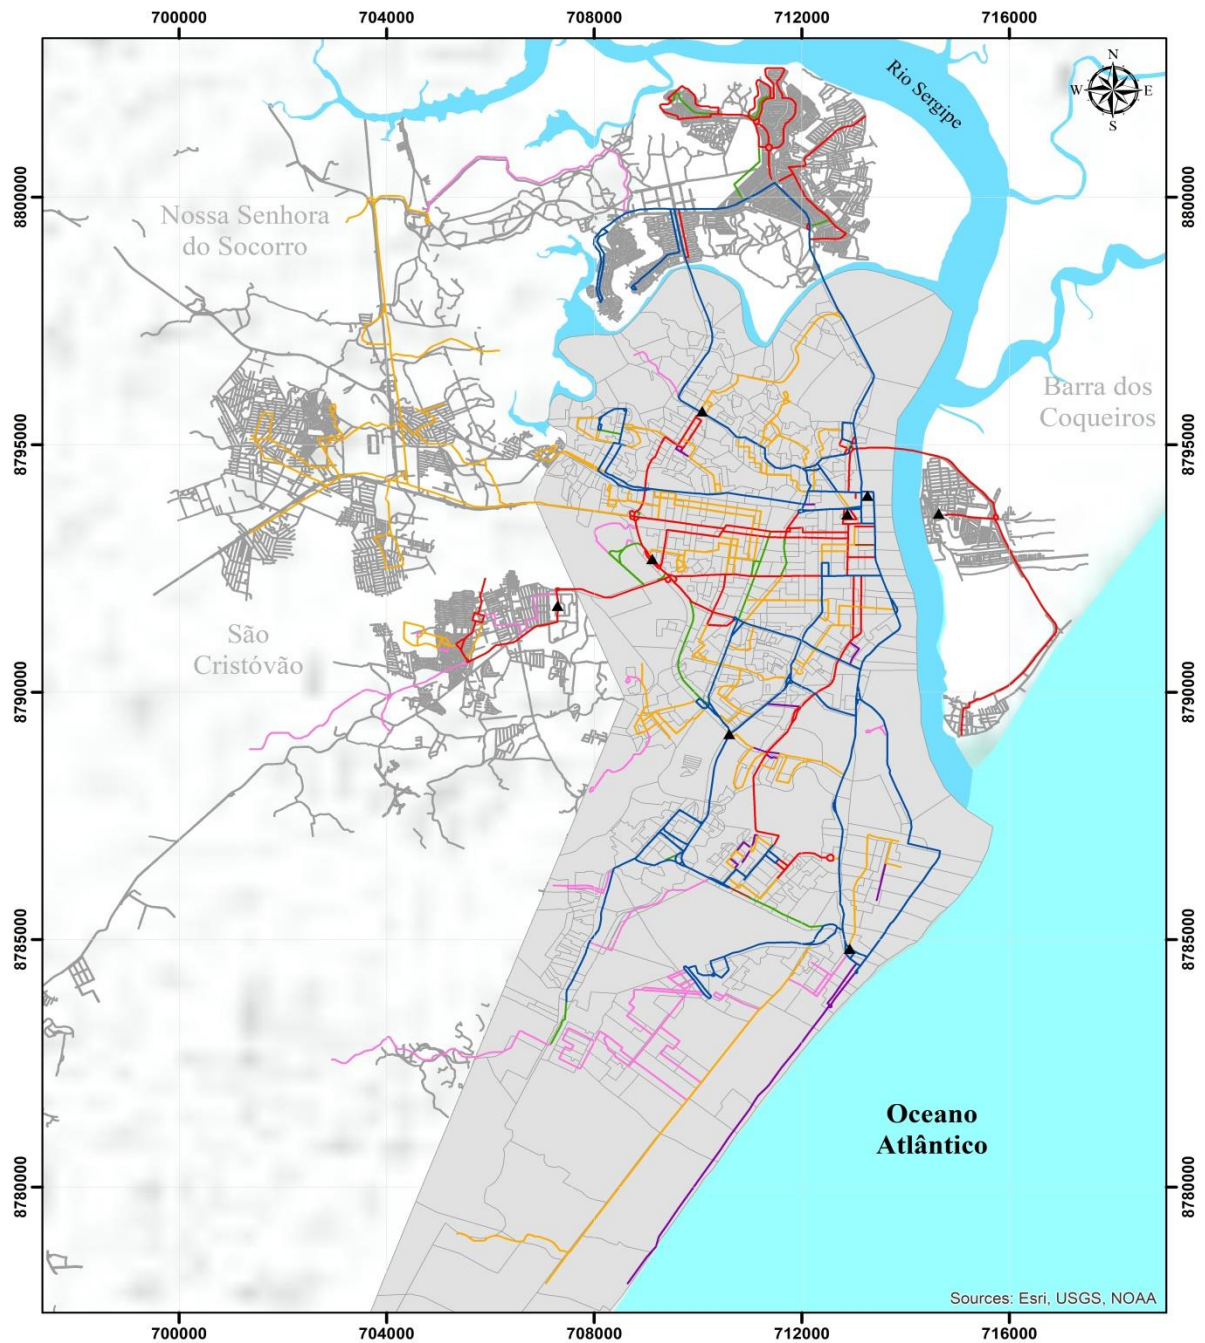 700000 704000 708000 712000 716000
N
W E
S
Rio Sergipe
8800000 8800000
Nossa Senhora
do Socorro
Barra dos
Coqueiros
8795000 8795000
São
Cristóvão
8790000 8790000
8785000 8785000
Oceano
Atlântico
8780000 8780000
Sources: Esri, USGS, NOAA
700000 704000 708000 712000 716000